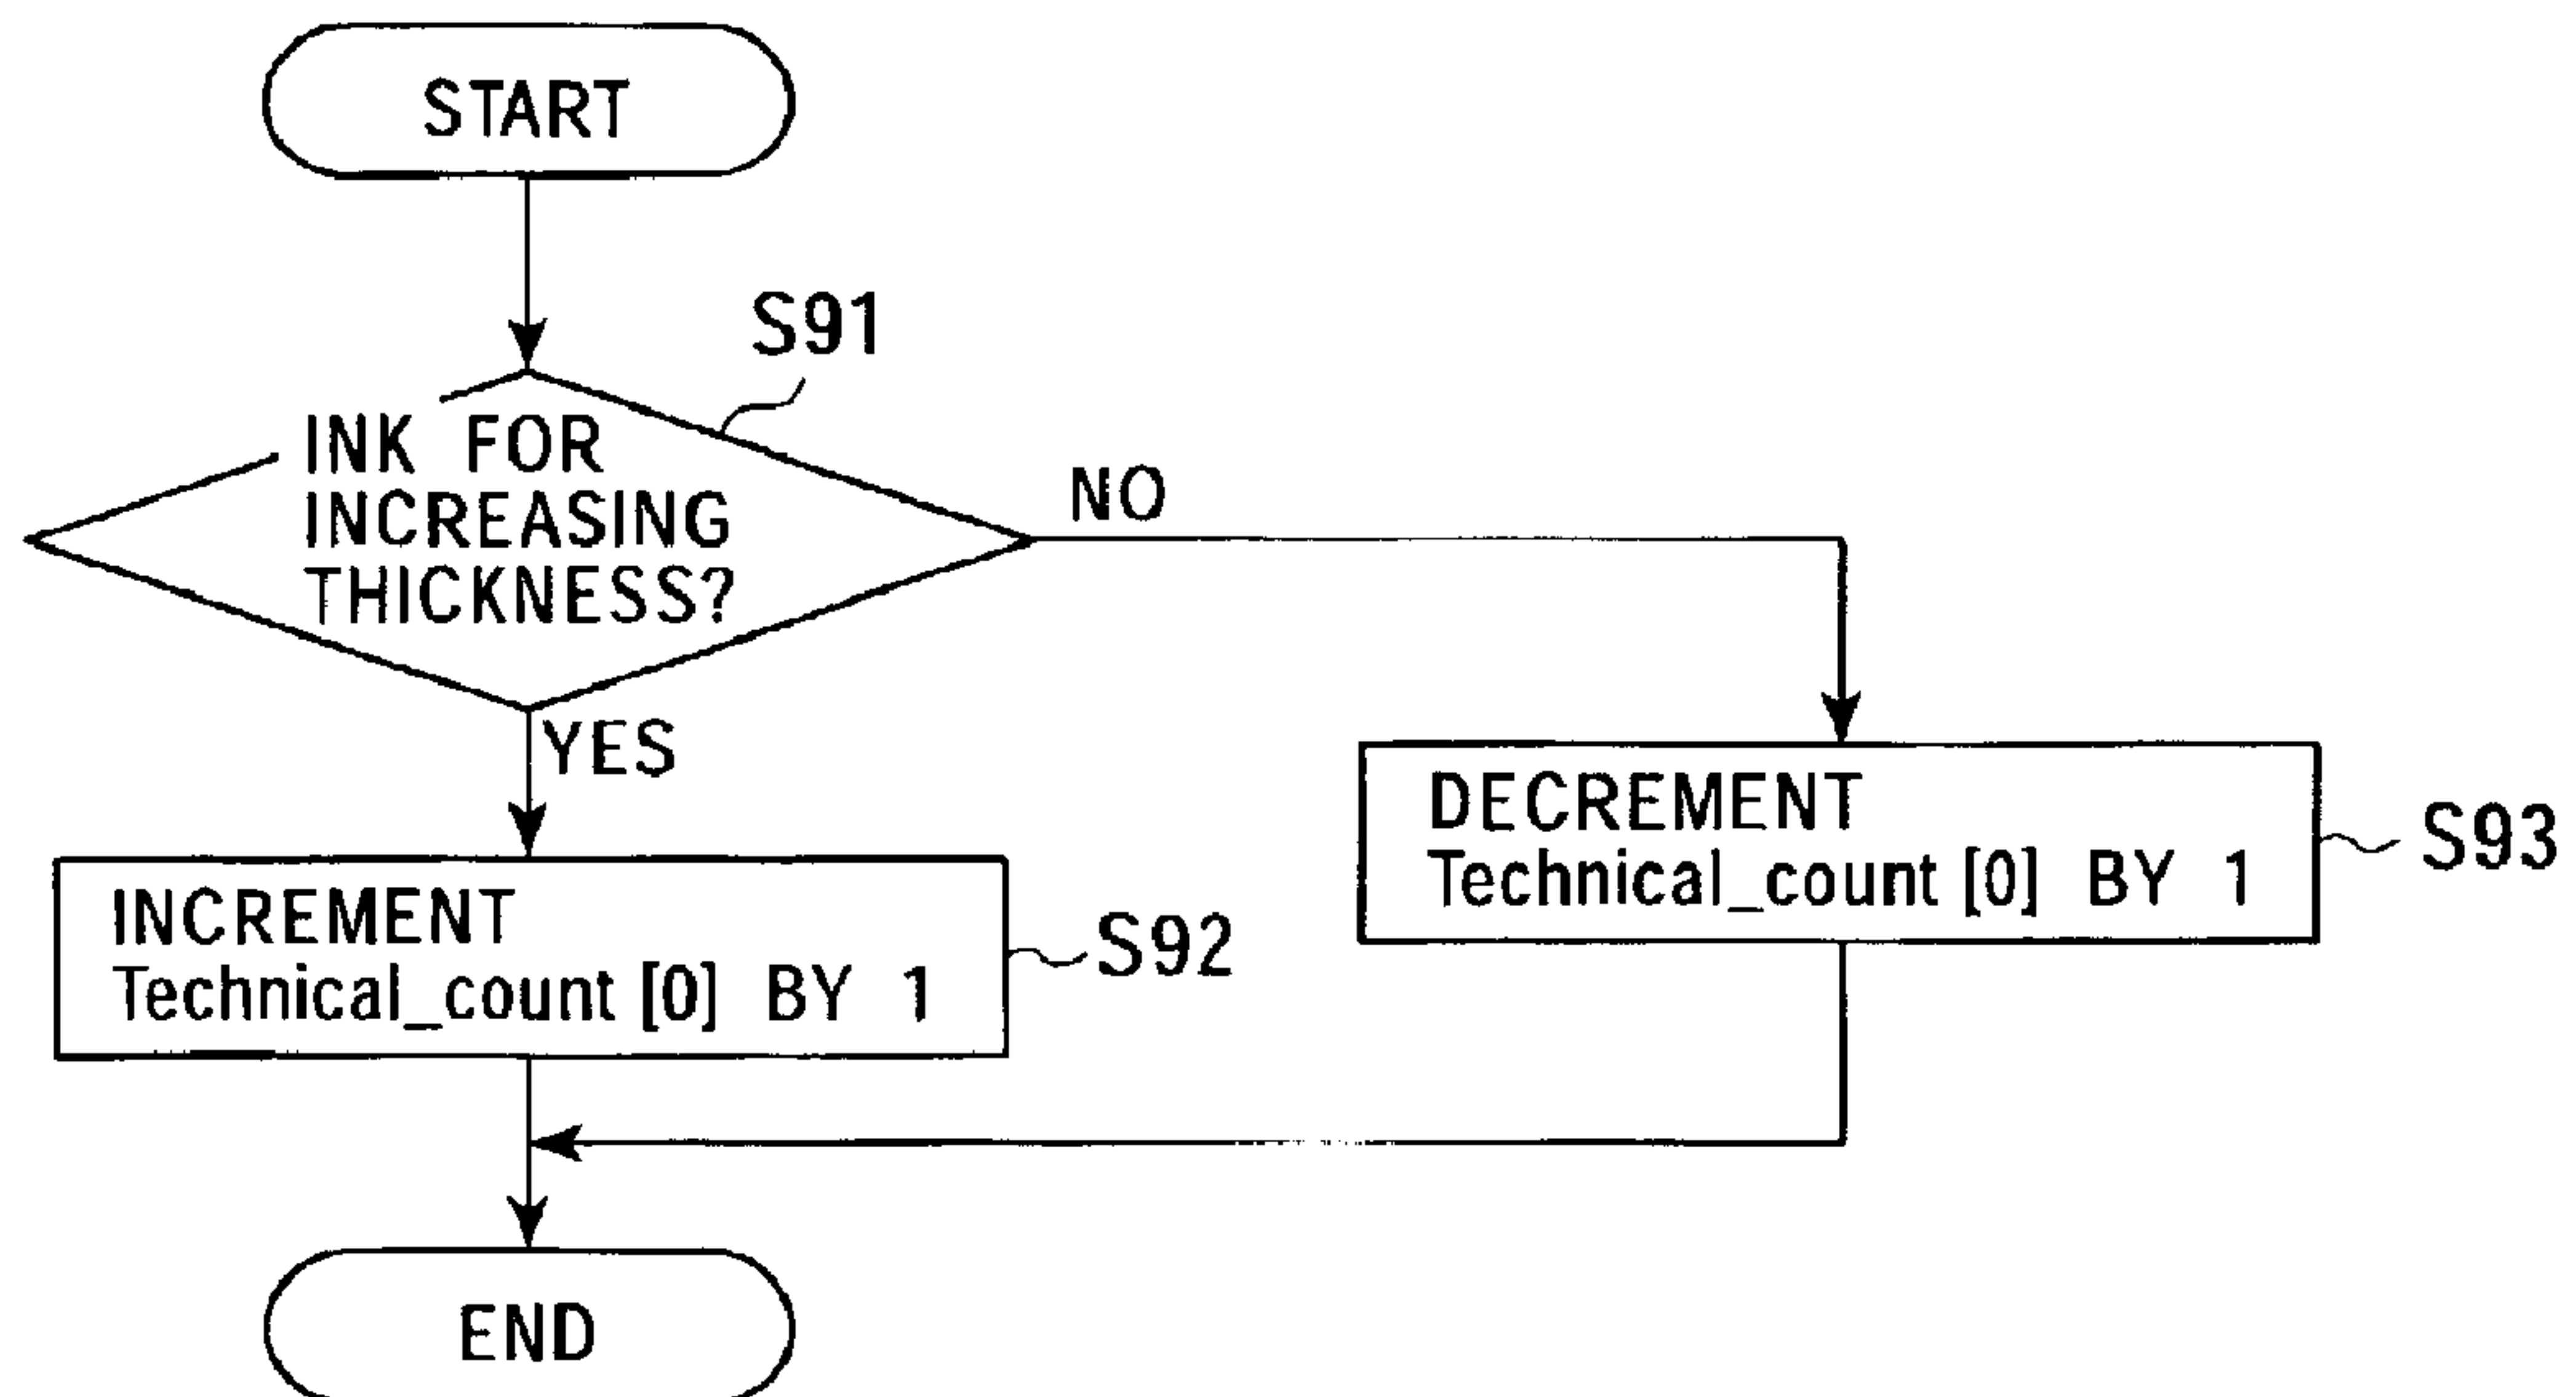 START
S91
INK FOR
INCREASING
THICKNESS?
NO
YES
DECREMENT
Technical_count [0] BY 1
S93
INCREMENT
Technical_count [0] BY 1
S92
END